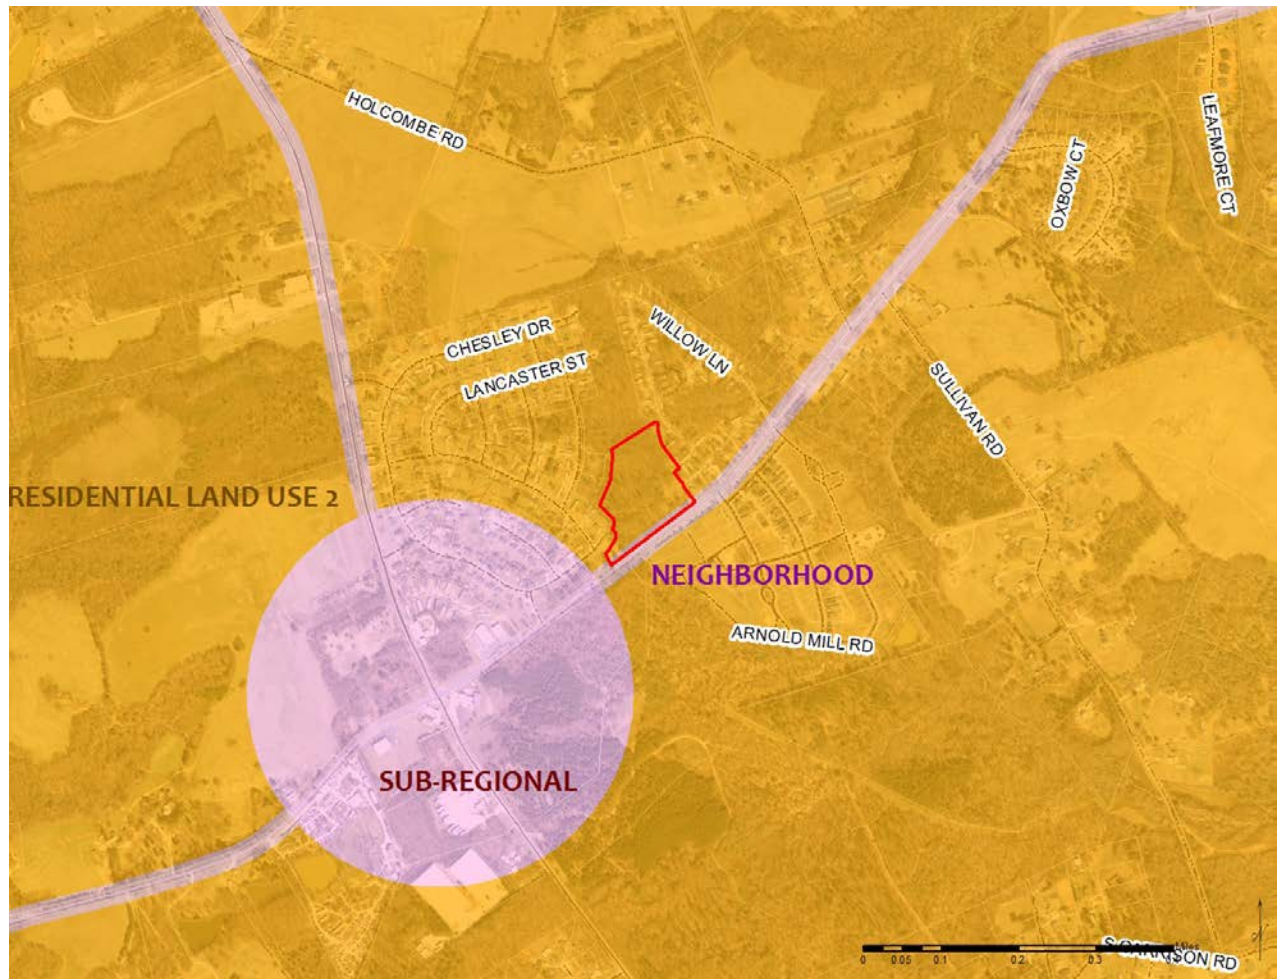 HOLCOMBE RD
LEAFMORE CT
OXBOW CT
CHESLEY DR
WILLOW LN
LANCASTER ST
SULLIVAN RD
RESIDENTIAL LAND USE 2
NEIGHBORHOOD
ARNOLD MILL RD
SUB-REGIONAL
0 0.05 0.1 0.2 0.3
RD